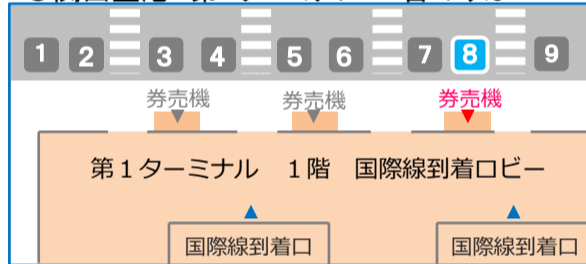 1 2 3 4 5 6 7 8 9
券売機 券売機 券売機
第１ターミナル　１階　国際線到着ロビー
国際線到着口 国際線到着口